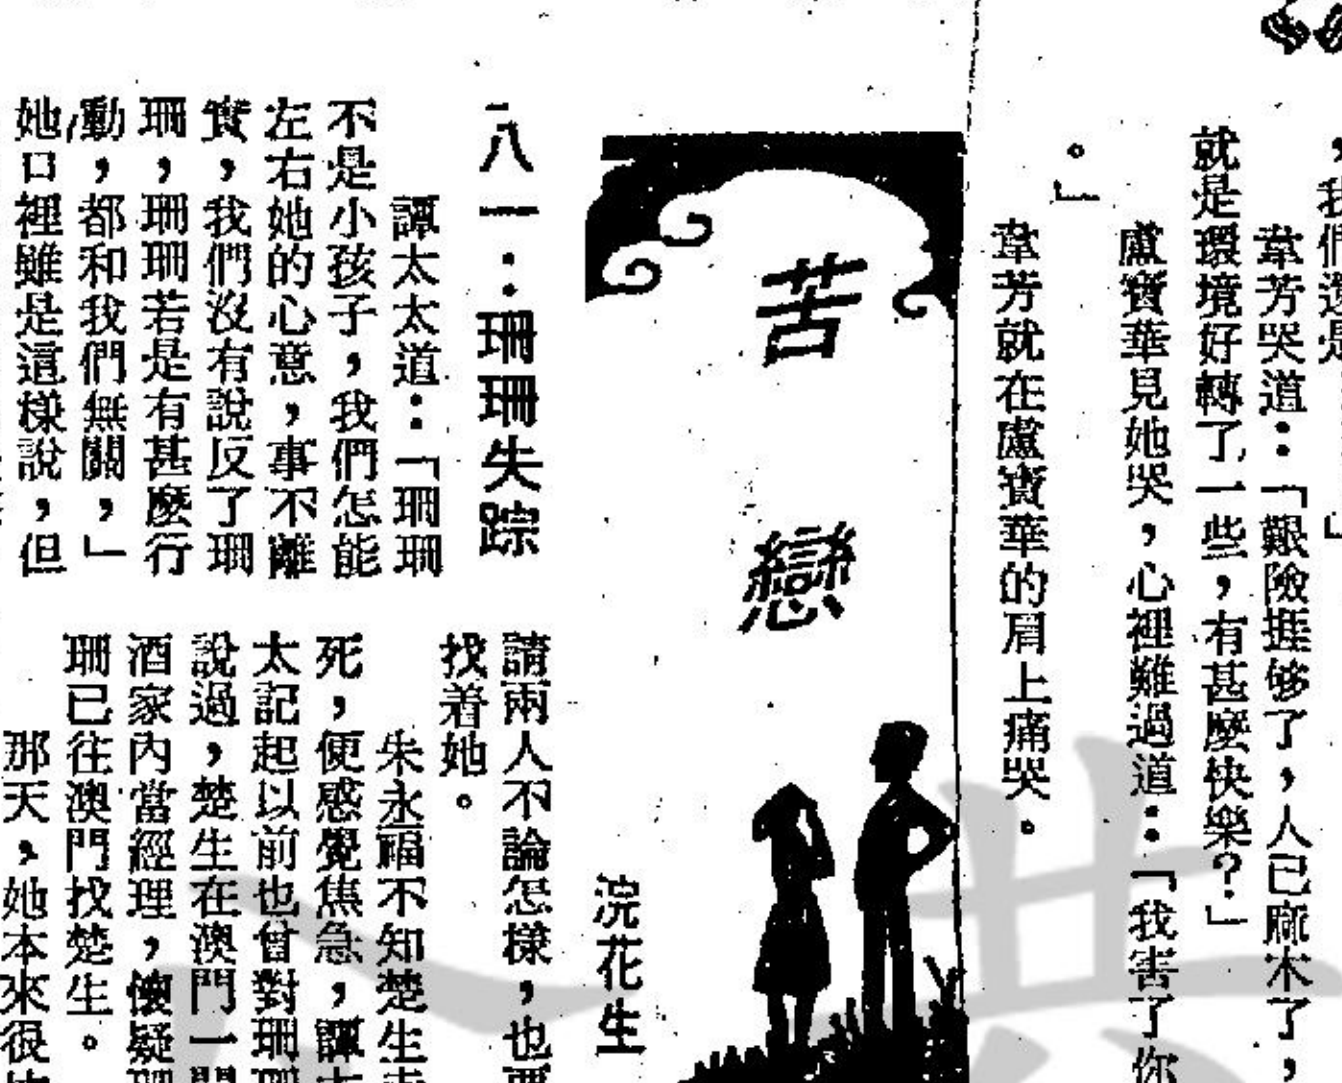 ，我們還是
」
韋芳哭道：「艱險捱够了，人已麻木了，
就是環境好轉了一些，有甚麼快樂？」
盧寶華見她哭，心裡難過道：「我害了你
。」
韋芳就在盧寶華的肩上痛哭。
苦戀
浣花生
八一：珊珊失踪
譚太太道：「珊珊
不是小孩子，我們怎能
左右她的心意，事不離
實，我們沒有說反了珊
珊，珊珊若是有甚麼行
動，都和我們無關，」
她口裡雖是這樣說，但
請兩人不論怎樣，也要
找着她。
朱永福不知楚生
死，便感覺焦急，譚太
太記起以前也曾對珊珊
說過，楚生在澳門一間
酒家內當經理，懷疑珊
珊已往澳門找楚生。
那天，她本來很